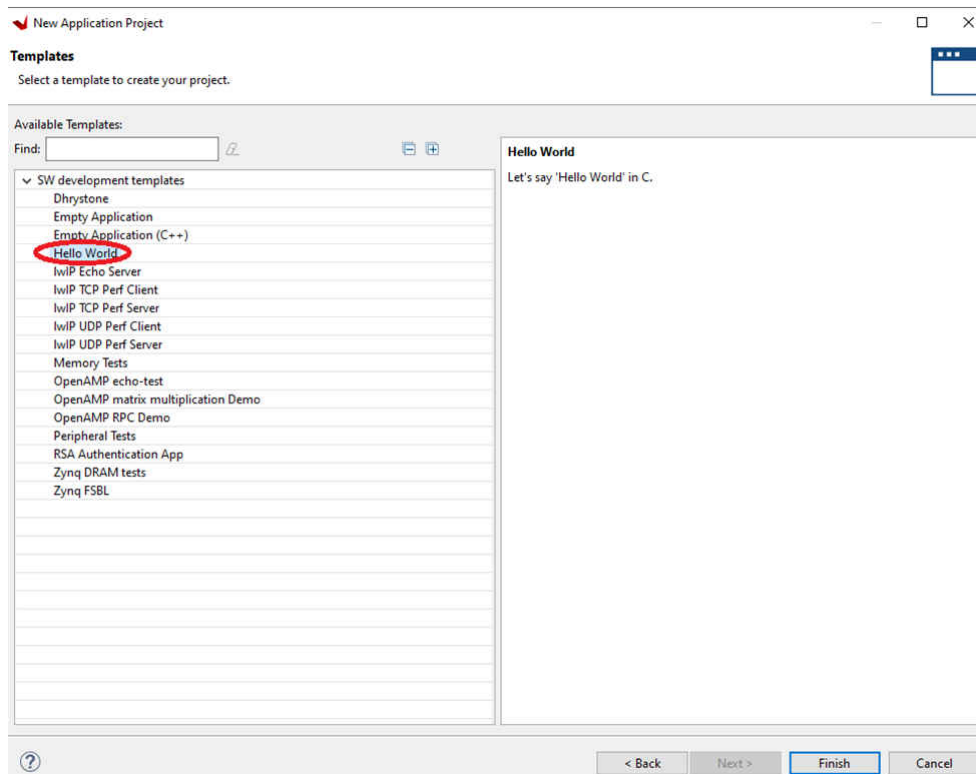 New Application Project
Templates
Select a template to create your project.
Available Templates:
Find:
SW development templates
Dhrystone
Empty Application
Empty Application (C++)
Hello World
lwIP Echo Server
lwIP TCP Perf Client
lwIP TCP Perf Server
lwIP UDP Perf Client
lwIP UDP Perf Server
Memory Tests
OpenAMP echo-test
OpenAMP matrix multiplication Demo
OpenAMP RPC Demo
Peripheral Tests
RSA Authentication App
Zynq DRAM tests
Zynq FSBL
Hello World
Let's say 'Hello World' in C.
?
< Back Next > Finish Cancel